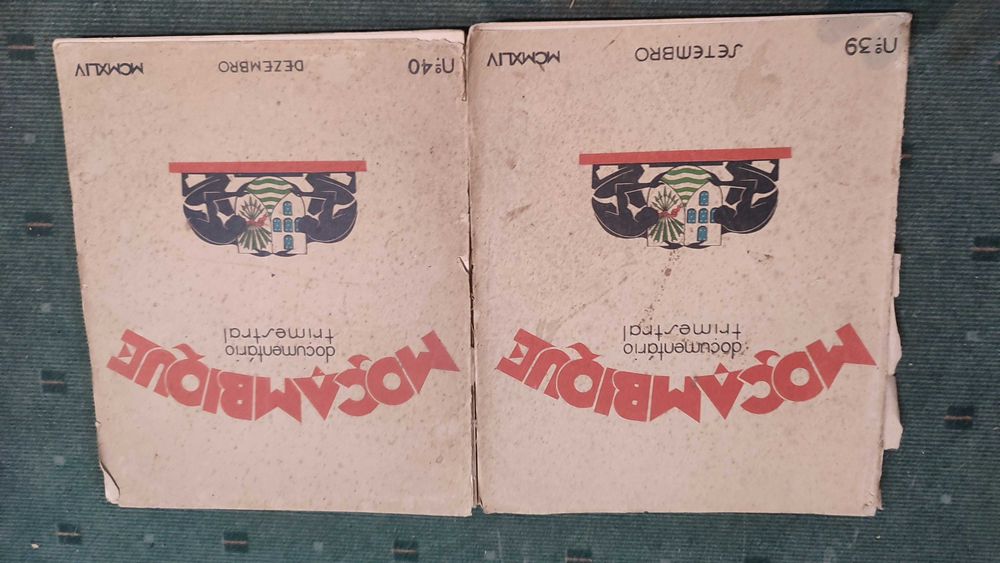 MOÇAMBIQUE
documentário
trimestral
nº 39 SETEMBRO MCMXLIV
MOÇAMBIQUE
documentário
trimestral
nº 40 DEZEMBRO MCMXLIV